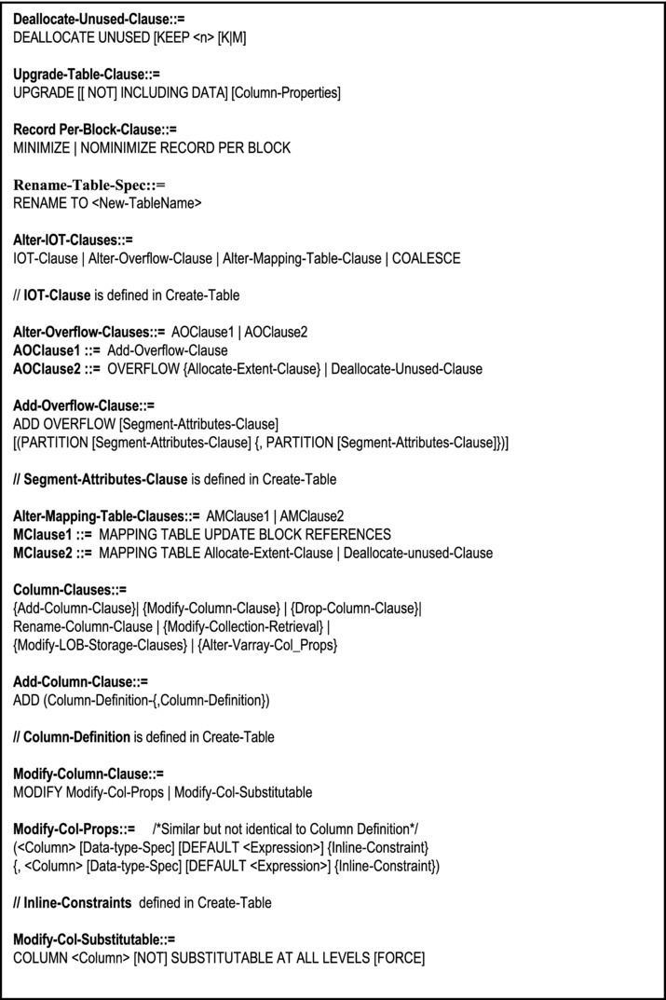 Deallocate-Unused-Clause::=
DEALLOCATE UNUSED [KEEP <n> [K|M]
Upgrade-Table-Clause::=
UPGRADE [[ NOT] INCLUDING DATA] [Column-Properties]
Record Per-Block-Clause::=
MINIMIZE | NOMINIMIZE RECORD PER BLOCK
Rename-Table-Spec::=
RENAME TO <New-TableName>
Alter-IOT-Clauses::=
IOT-Clause | Alter-Overflow-Clause | Alter-Mapping-Table-Clause | COALESCE
// IOT-Clause is defined in Create-Table
Alter-Overflow-Clauses::= AOClause1 | AOClause2
AOClause1 ::= Add-Overflow-Clause
AOClause2 ::= OVERFLOW {Allocate-Extent-Clause} | Deallocate-Unused-Clause
Add-Overflow-Clause::=
ADD OVERFLOW [Segment-Attributes-Clause]
[(PARTITION [Segment-Attributes-Clause] {, PARTITION [Segment-Attributes-Clause]})]
// Segment-Attributes-Clause is defined in Create-Table
Alter-Mapping-Table-Clauses::= AMClause1 | AMClause2
MClause1 ::= MAPPING TABLE UPDATE BLOCK REFERENCES
MClause2 ::= MAPPING TABLE Allocate-Extent-Clause | Deallocate-unused-Clause
Column-Clauses::=
{Add-Column-Clause}| {Modify-Column-Clause} | {Drop-Column-Clause}|
Rename-Column-Clause | {Modify-Collection-Retrieval} |
{Modify-LOB-Storage-Clauses} | {Alter-Varray-Col_Props}
Add-Column-Clause::=
ADD (Column-Definition-{,Column-Definition})
// Column-Definition is defined in Create-Table
Modify-Column-Clause::=
MODIFY Modify-Col-Props | Modify-Col-Substitutable
Modify-Col-Props::= /*Similar but not identical to Column Definition*/
(<Column> [Data-type-Spec] [DEFAULT <Expression>] {Inline-Constraint}
{, <Column> [Data-type-Spec] [DEFAULT <Expression>] {Inline-Constraint})
// Inline-Constraints defined in Create-Table
Modify-Col-Substitutable::=
COLUMN <Column> [NOT] SUBSTITUTABLE AT ALL LEVELS [FORCE]